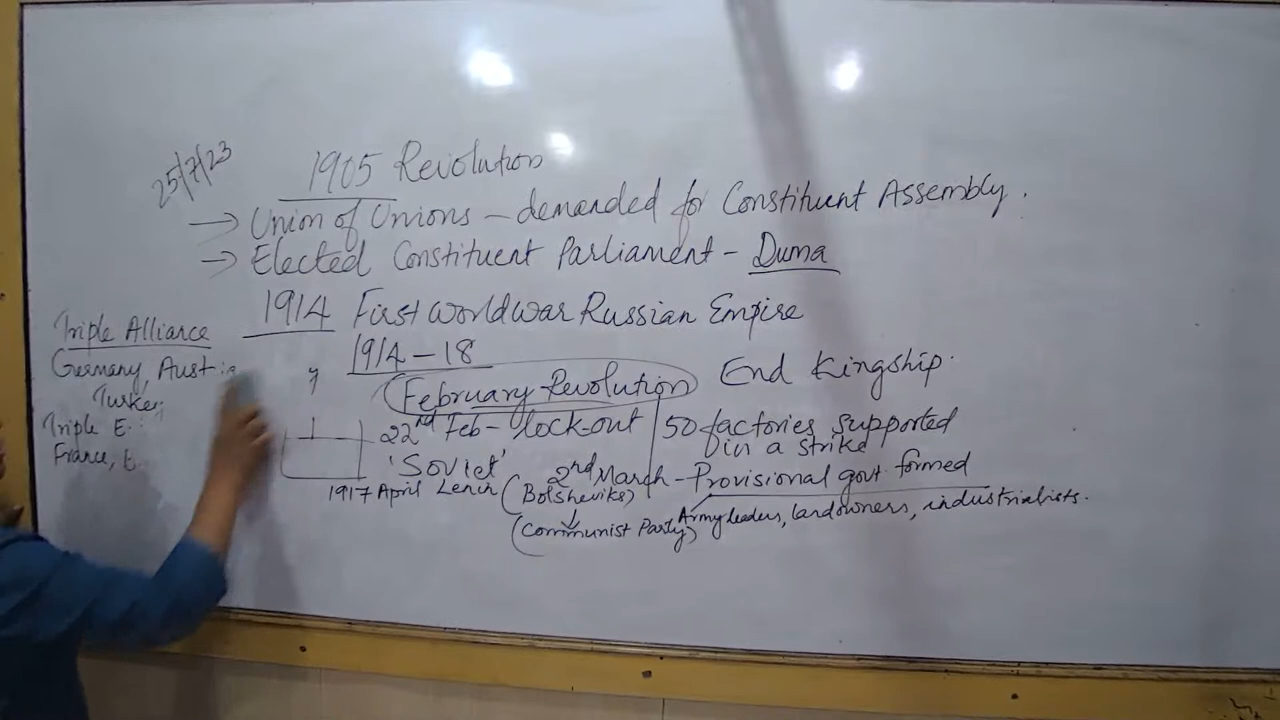 25/7/23
1905 Revolution
→ Union of Unions - demanded for Constituent Assembly.
→ Elected Constituent Parliament - Duma
1914 First World War Russian Empire
1914 - 18
Triple Alliance
Germany, Austria
Turkey
Triple E
France, E
February Revolution
End Kingship.
22nd Feb - lock-out
50 factories supported
in a strike
'Soviet'
2nd March - Provisional govt. formed
1917 April Lenin (Bolsheviks)
Army leaders, landowners, industrialists.
(Communist Party)